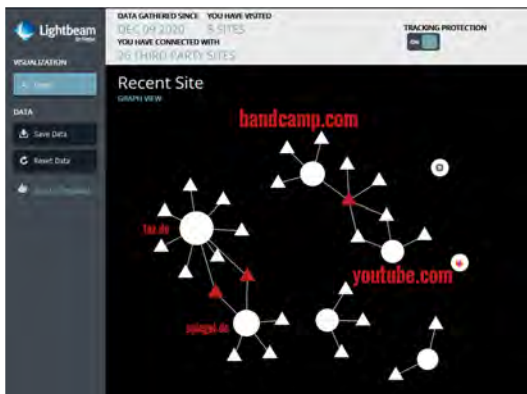 Lightbeam
DATA GATHERED SINCE
DEC 09 2020
YOU HAVE VISITED
8 SITES
YOU HAVE CONNECTED WITH
26 THIRD PARTY SITES
TRACKING PROTECTION
ON
VISUALIZATION
DATA
Save Data
Reset Data
Recent Site
GRAPH VIEW
bandcamp.com
taz.de
youtube.com
spiegel.de